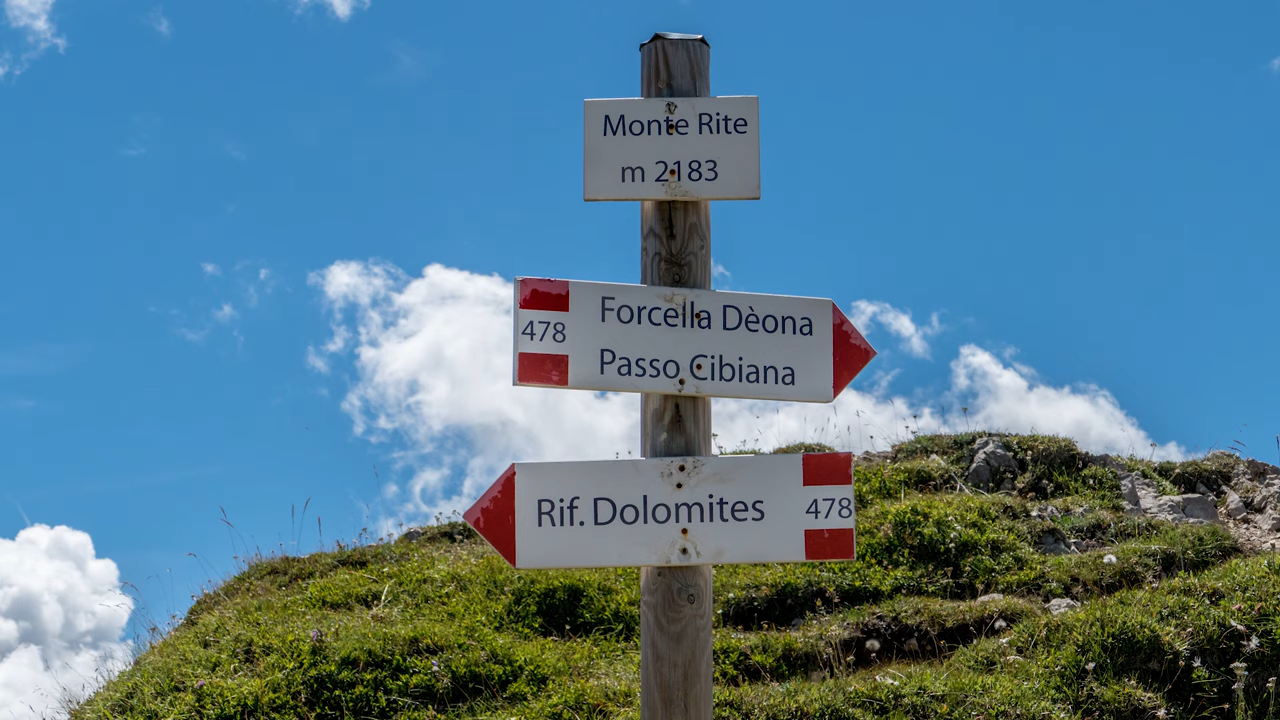 Monte Rite
m 2183
478
Forcella Dèona
Passo Cibiana
Rif. Dolomites
478